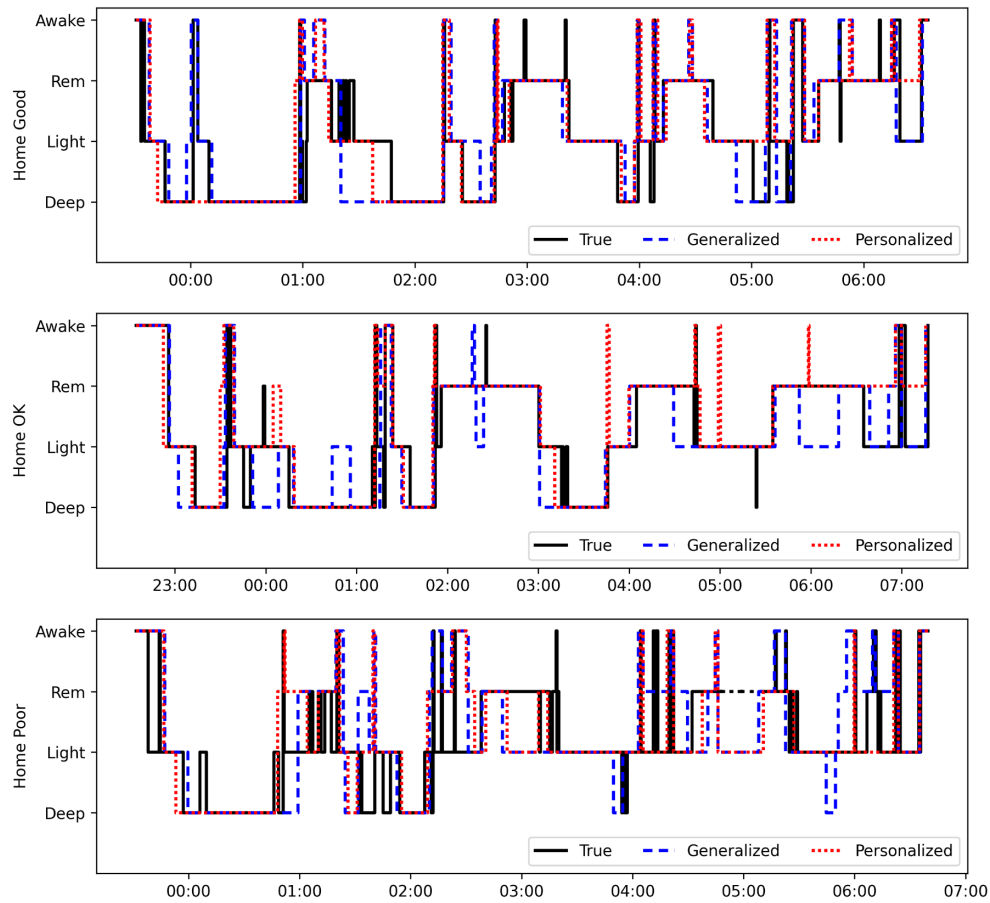 Home Good
Awake
Rem
Light
Deep
True Generalized Personalized
00:00 01:00 02:00 03:00 04:00 05:00 06:00
Home OK
Awake
Rem
Light
Deep
True Generalized Personalized
23:00 00:00 01:00 02:00 03:00 04:00 05:00 06:00 07:00
Home Poor
Awake
Rem
Light
Deep
True Generalized Personalized
00:00 01:00 02:00 03:00 04:00 05:00 06:00 07:00